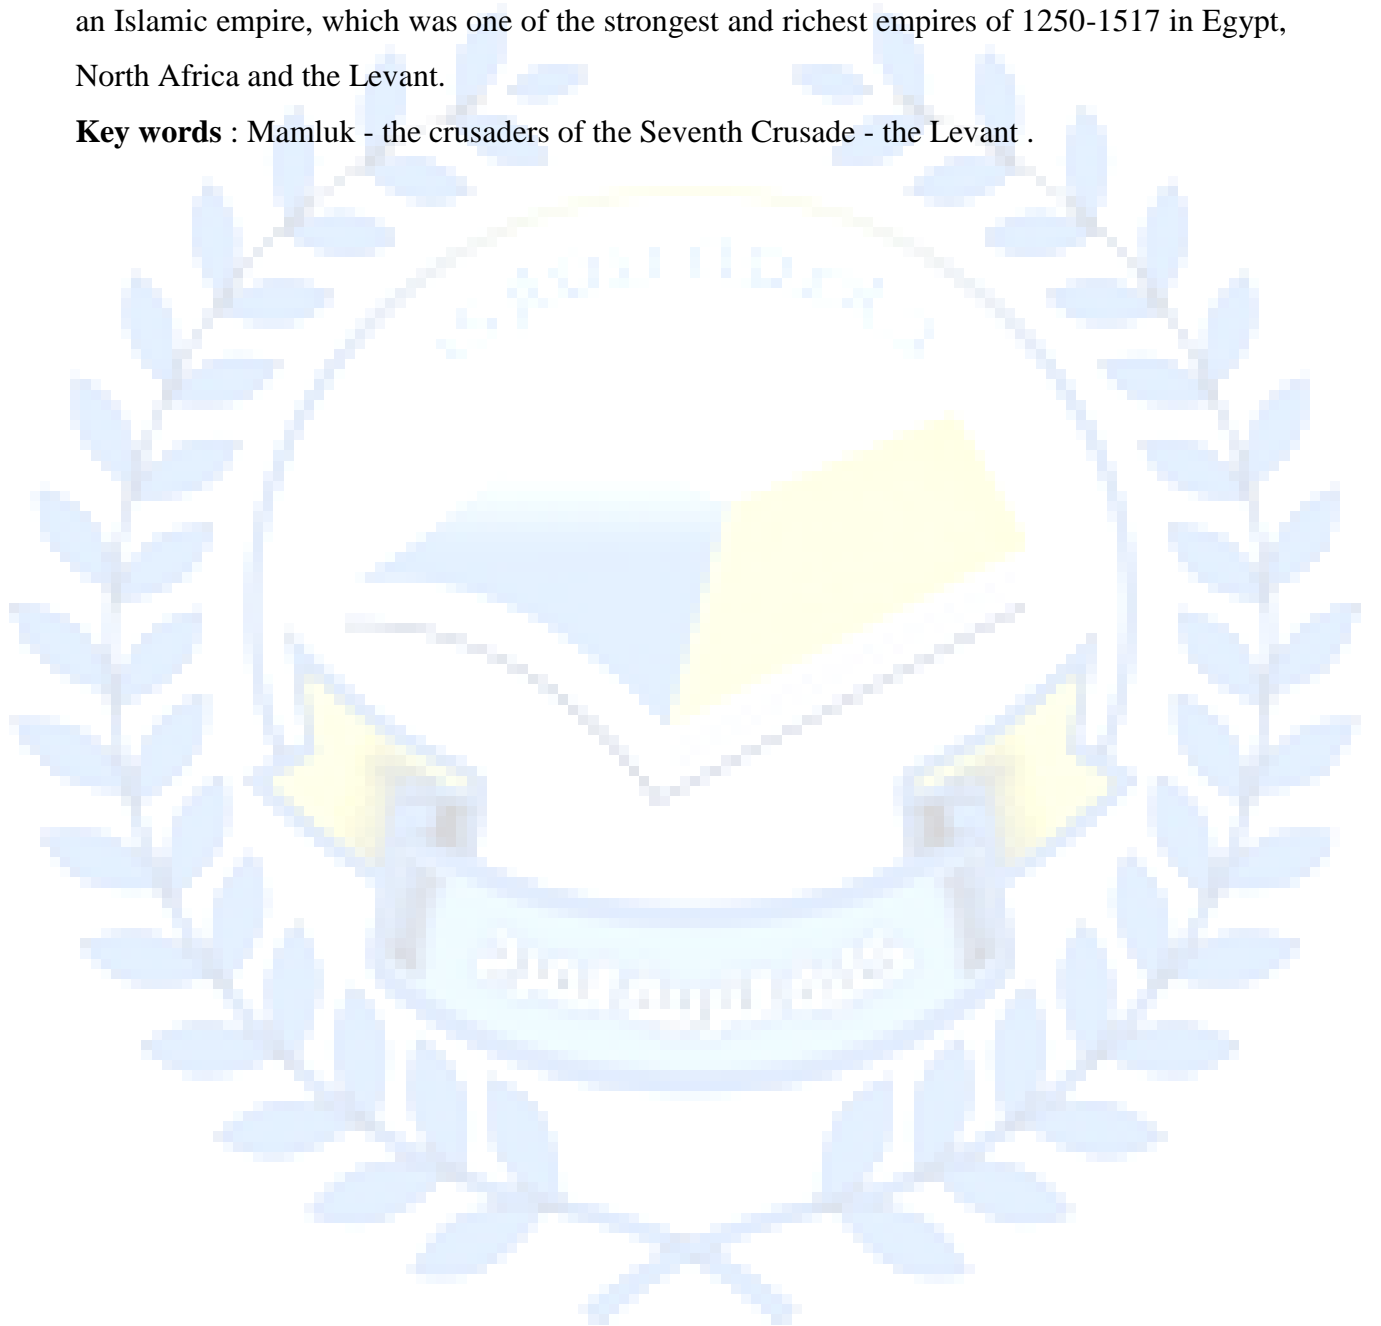 an Islamic empire, which was one of the strongest and richest empires of 1250-1517 in Egypt,
North Africa and the Levant.
Key words : Mamluk - the crusaders of the Seventh Crusade - the Levant .